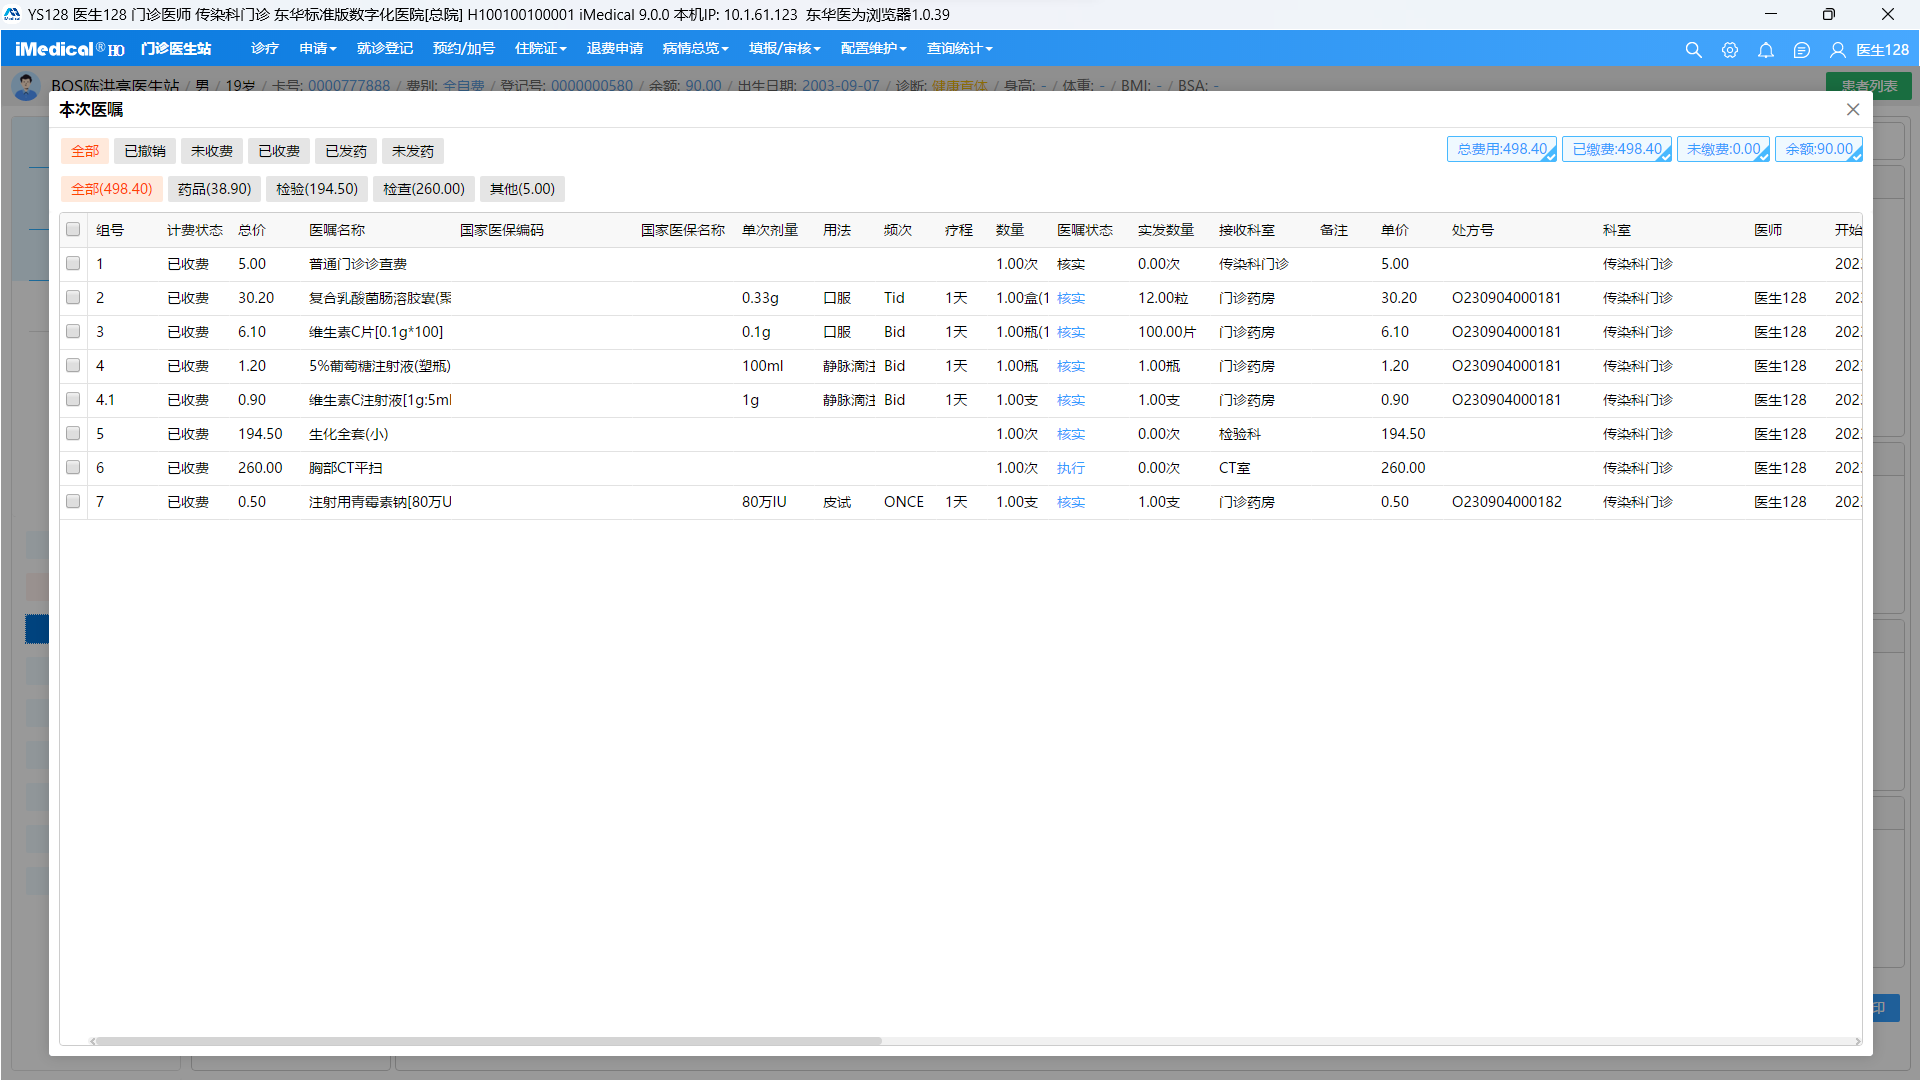 YS128 医生128 门诊医师 传染科门诊 东华标准版数字化医院[总院] H100100100001 iMedical 9.0.0 本机IP: 10.1.61.123 东华医为浏览器1.0.39
iMedical® HO 门诊医生站 诊疗 申请 就诊登记 预约/加号 住院证 退费申请 病情总览 填报/审核 配置维护 查询统计 医生128
BOS陈洪亮医生站 / 男 / 19岁 / 卡号: 0000777888 / 费别: 全自费 / 登记号: 0000000580 / 余额: 90.00 / 出生日期: 2003-09-07 / 诊断: 健康查体 / 身高: - / 体重: - / BMI: - / BSA: - 患者列表
本次医嘱
全部 已撤销 未收费 已收费 已发药 未发药 总费用:498.40 已缴费:498.40 未缴费:0.00 余额:90.00
全部(498.40) 药品(38.90) 检验(194.50) 检查(260.00) 其他(5.00)
组号 计费状态 总价 医嘱名称 国家医保编码 国家医保名称 单次剂量 用法 频次 疗程 数量 医嘱状态 实发数量 接收科室 备注 单价 处方号 科室 医师 开始
1 已收费 5.00 普通门诊诊查费 1.00次 核实 0.00次 传染科门诊 5.00 传染科门诊 202
2 已收费 30.20 复合乳酸菌肠溶胶囊( 0.33g 口服 Tid 1天 1.00盒(1 核实 12.00粒 门诊药房 30.20 O230904000181 传染科门诊 医生128 202
3 已收费 6.10 维生素C片[0.1g*100] 0.1g 口服 Bid 1天 1.00瓶(1 核实 100.00片 门诊药房 6.10 O230904000181 传染科门诊 医生128 202
4 已收费 1.20 5%葡萄糖注射液(塑瓶) 100ml 静脉滴注 Bid 1天 1.00瓶 核实 1.00瓶 门诊药房 1.20 O230904000181 传染科门诊 医生128 202
4.1 已收费 0.90 维生素C注射液[1g:5ml 1g 静脉滴注 Bid 1天 1.00支 核实 1.00支 门诊药房 0.90 O230904000181 传染科门诊 医生128 202
5 已收费 194.50 生化全套(小) 1.00次 核实 0.00次 检验科 194.50 传染科门诊 医生128 202
6 已收费 260.00 胸部CT平扫 1.00次 执行 0.00次 CT室 260.00 传染科门诊 医生128 202
7 已收费 0.50 注射用青霉素钠[80万U 80万IU 皮试 ONCE 1天 1.00支 核实 1.00支 门诊药房 0.50 O230904000182 传染科门诊 医生128 202
印